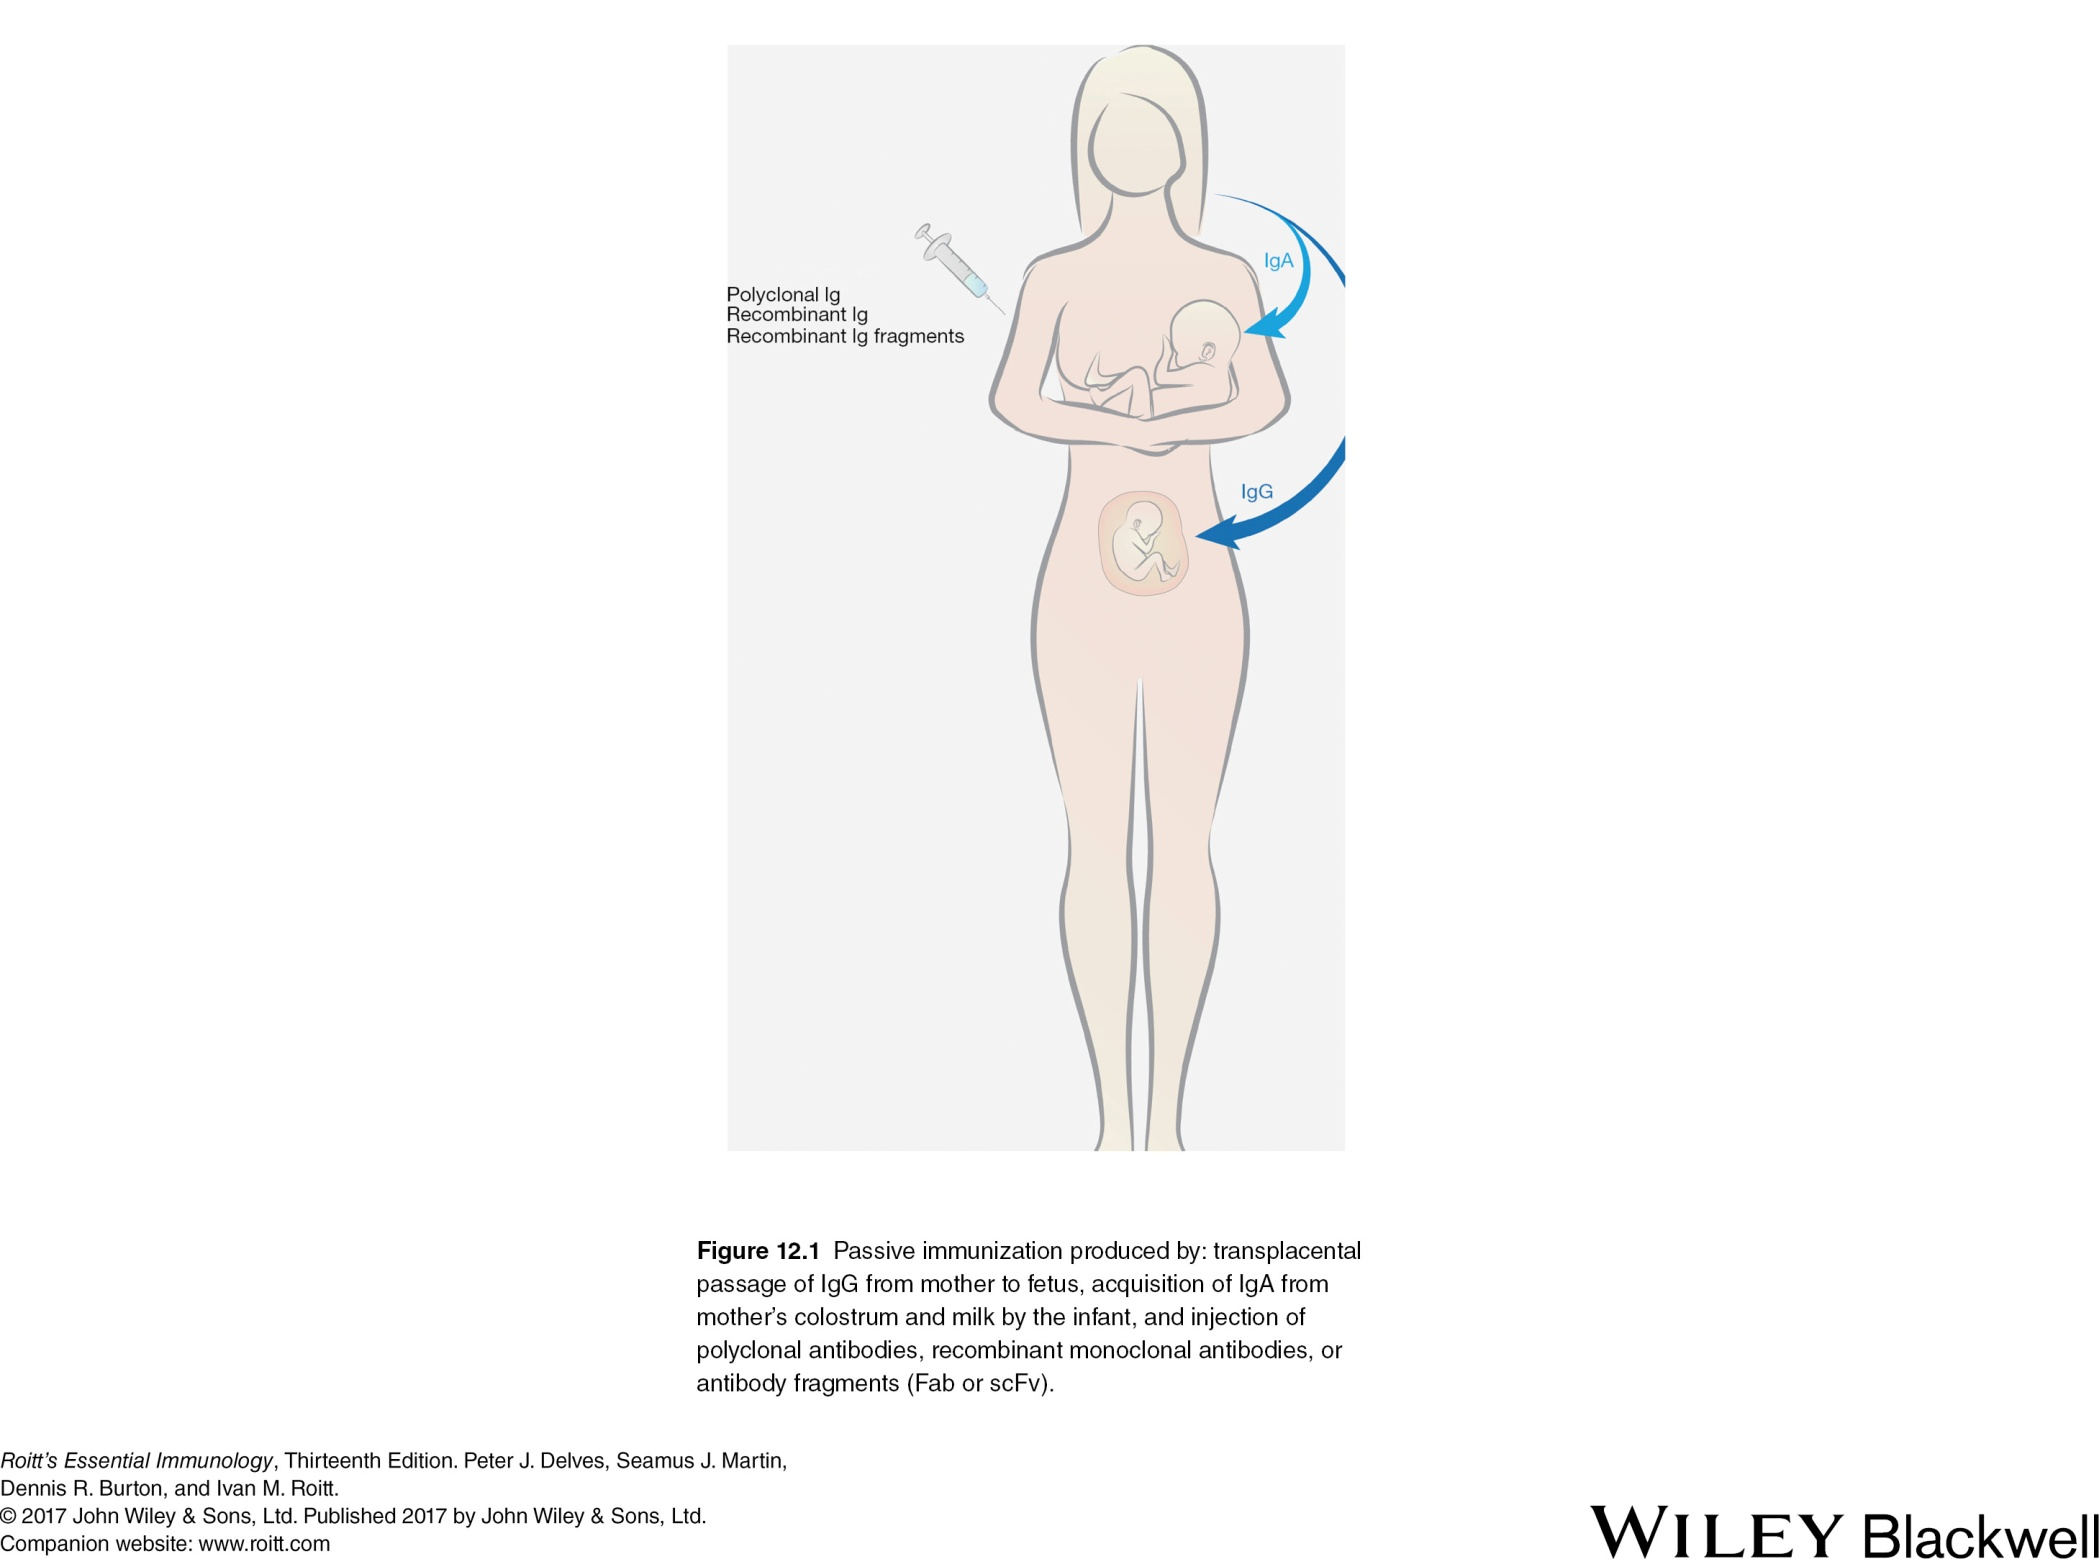 IgA
Polyclonal Ig
Recombinant Ig
Recombinant Ig fragments
IgG
Figure 12.1 Passive immunization produced by: transplacental
passage of IgG from mother to fetus, acquisition of IgA from
mother’s colostrum and milk by the infant, and injection of
polyclonal antibodies, recombinant monoclonal antibodies, or
antibody fragments (Fab or scFv).
Roitt’s Essential Immunology, Thirteenth Edition. Peter J. Delves, Seamus J. Martin,
Dennis R. Burton, and Ivan M. Roitt.
© 2017 John Wiley & Sons, Ltd. Published 2017 by John Wiley & Sons, Ltd.
Companion website: www.roitt.com
WILEY Blackwell